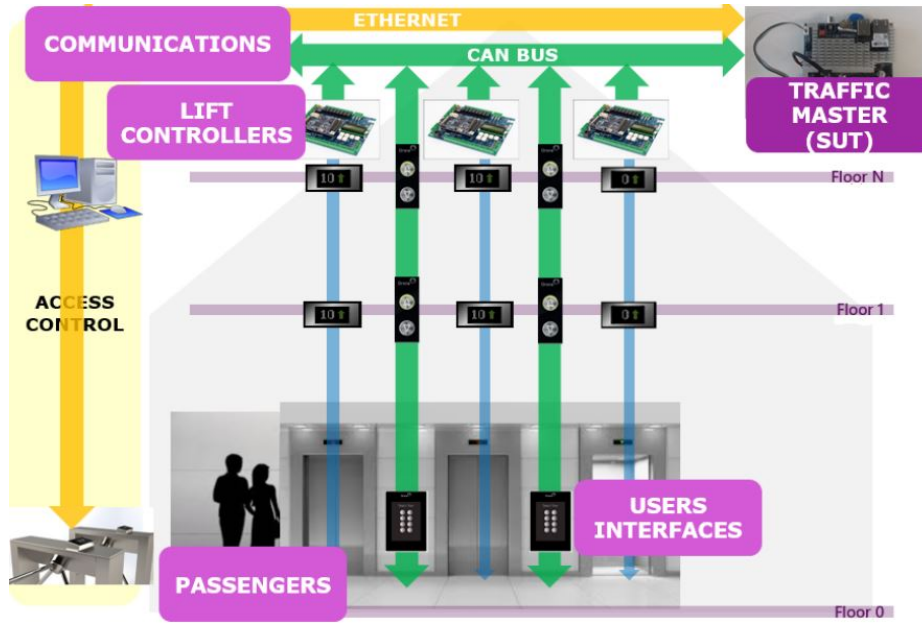 ETHERNET
COMMUNICATIONS
CAN BUS
LIFT
CONTROLLERS
TRAFFIC
MASTER
(SUT)
10
10
0
Floor N
ACCESS
CONTROL
10
10
0
Floor 1
USERS
INTERFACES
PASSENGERS
Floor 0